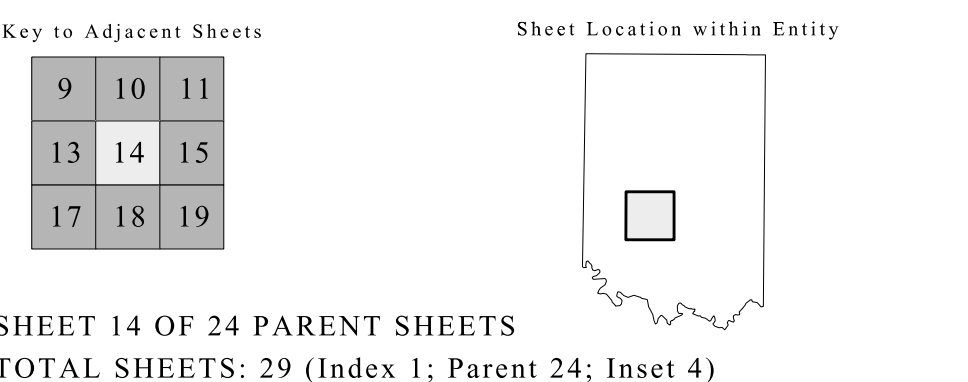 Key to Adjacent Sheets
Sheet Location within Entity
9 10 11
13 14 15
17 18 19
SHEET 14 OF 24 PARENT SHEETS
TOTAL SHEETS: 29 (Index 1; Parent 24; Inset 4)